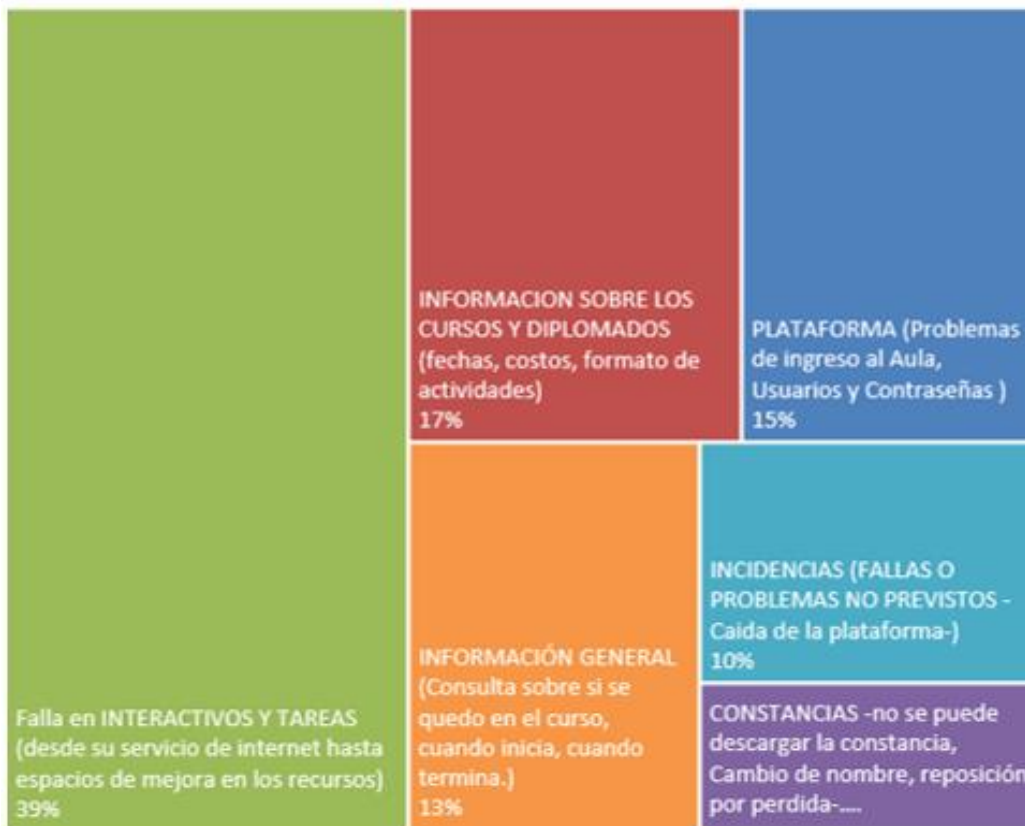 INFORMACION SOBRE LOS
CURSOS Y DIPLOMADOS
(fechas, costos, formato de
actividades)
17%
PLATAFORMA (Problemas
de ingreso al Aula,
Usuarios y Contraseñas )
15%
Falla en INTERACTIVOS Y TAREAS
(desde su servicio de internet hasta
espacios de mejora en los recursos)
39%
INFORMACIÓN GENERAL
(Consulta sobre si se
quedo en el curso,
cuando inicia, cuando
termina.)
13%
INCIDENCIAS (FALLAS O
PROBLEMAS NO PREVISTOS -
Caida de la plataforma-)
10%
CONSTANCIAS -no se puede
descargar la constancia,
Cambio de nombre, reposición
por perdida-....